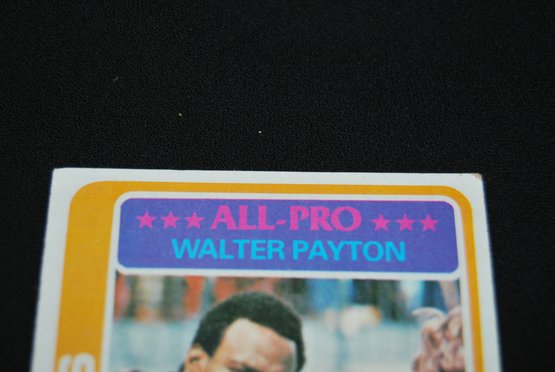 ★★★ ALL-PRO ★★★
WALTER PAYTON
S